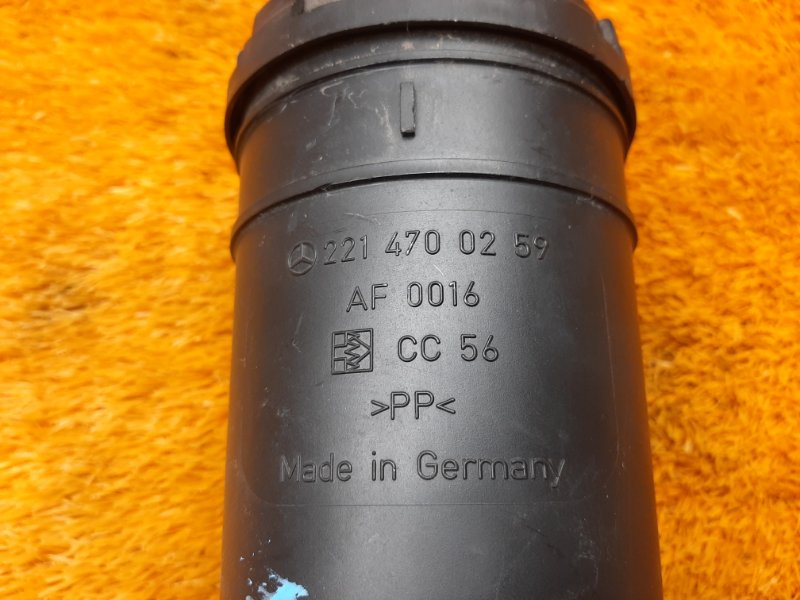 221 470 02 59
AF 0016
CC 56
>PP<
Made in Germany